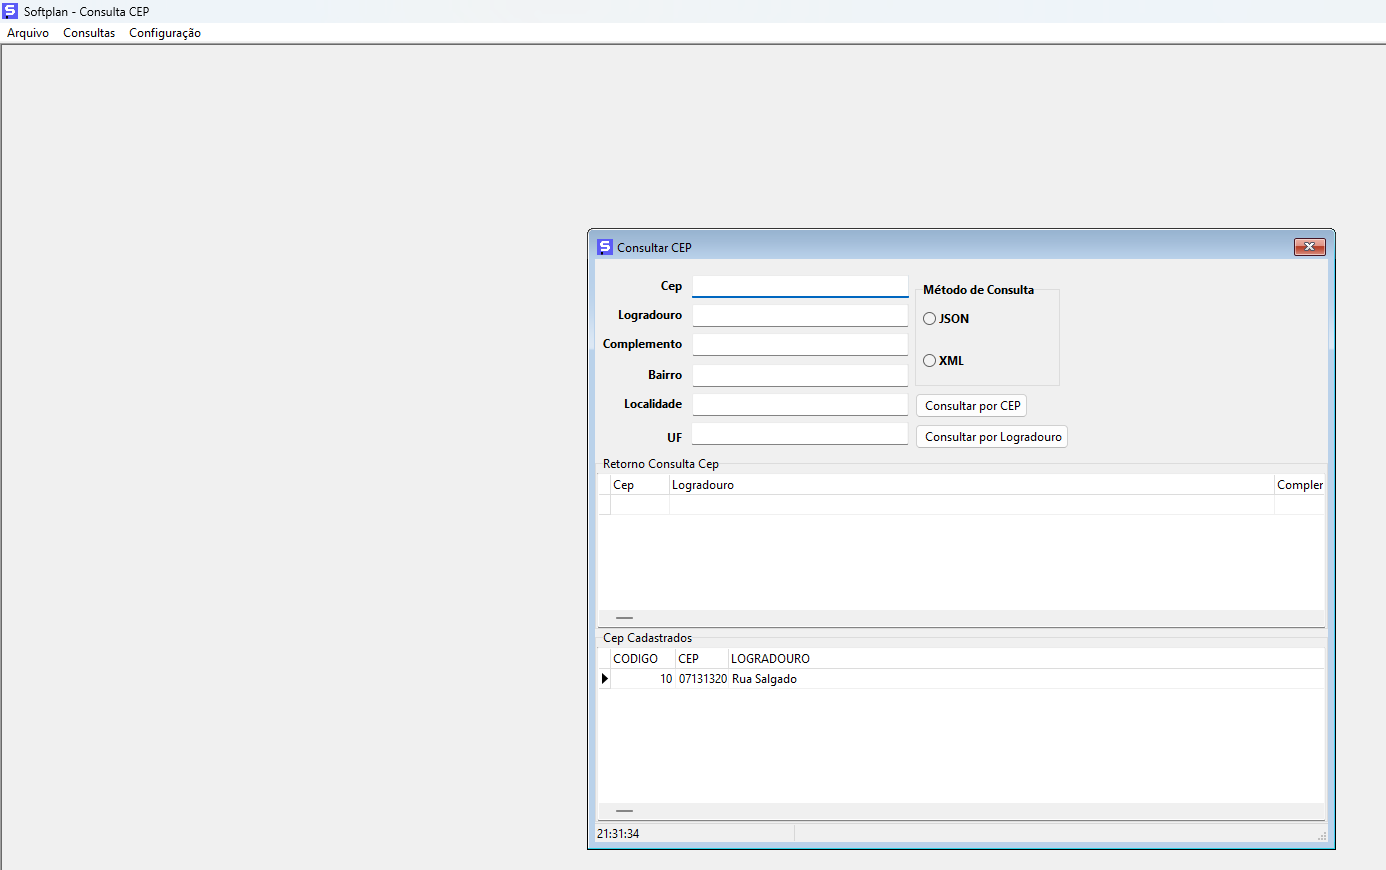 Softplan - Consulta CEP
Arquivo Consultas Configuração
Consultar CEP
Cep
Método de Consulta
Logradouro
JSON
Complemento
XML
Bairro
Localidade
Consultar por CEP
UF
Consultar por Logradouro
Retorno Consulta Cep
Cep Logradouro Compler
Cep Cadastrados
CODIGO CEP LOGRADOURO
10 07131320 Rua Salgado
21:31:34